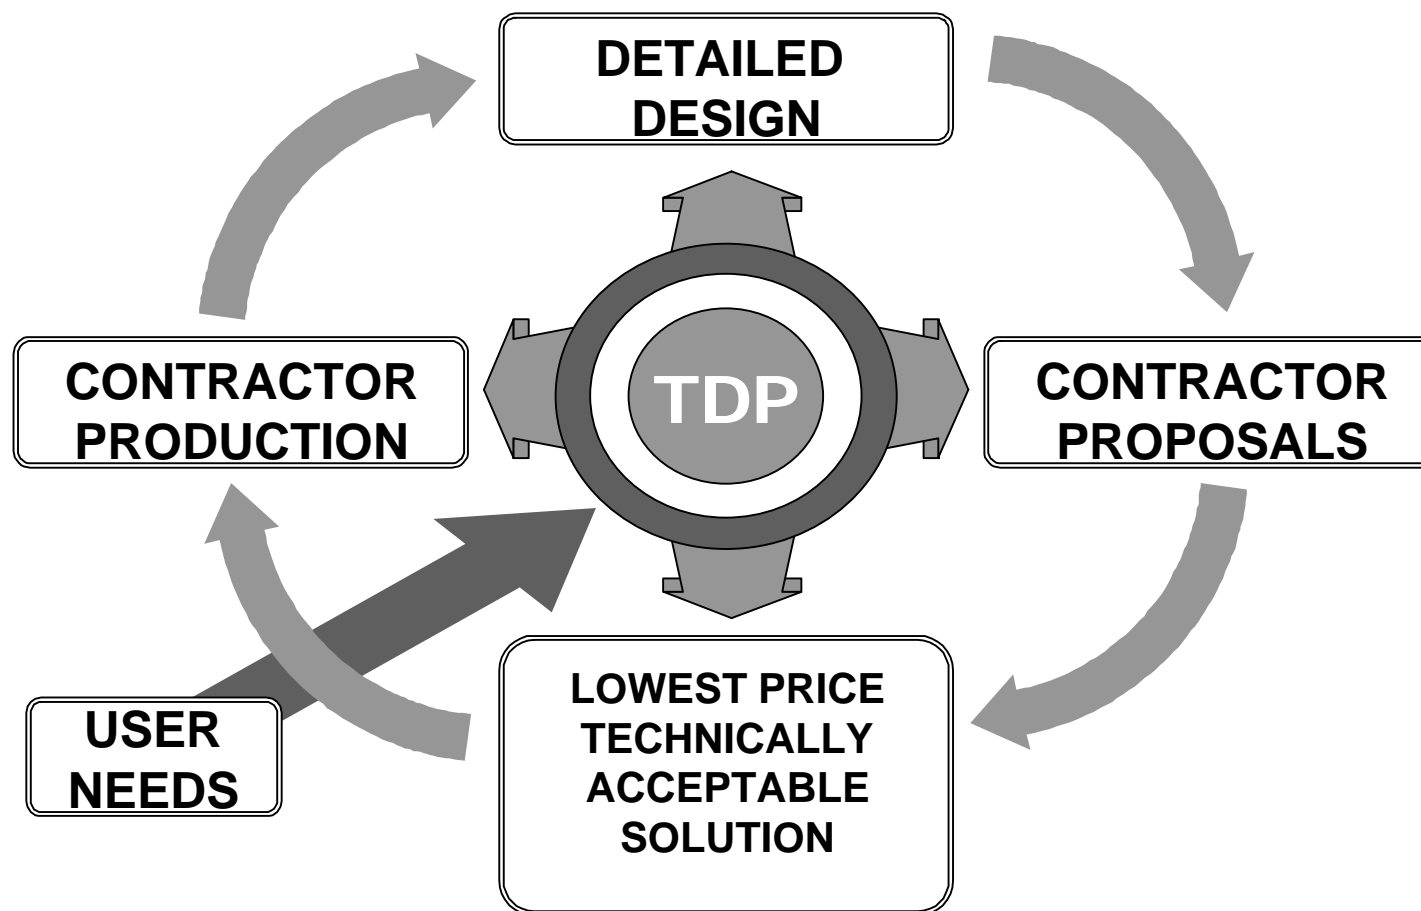 DETAILED
DESIGN
CONTRACTOR
PRODUCTION
TDP
CONTRACTOR
PROPOSALS
USER
NEEDS
LOWEST PRICE
TECHNICALLY
ACCEPTABLE
SOLUTION